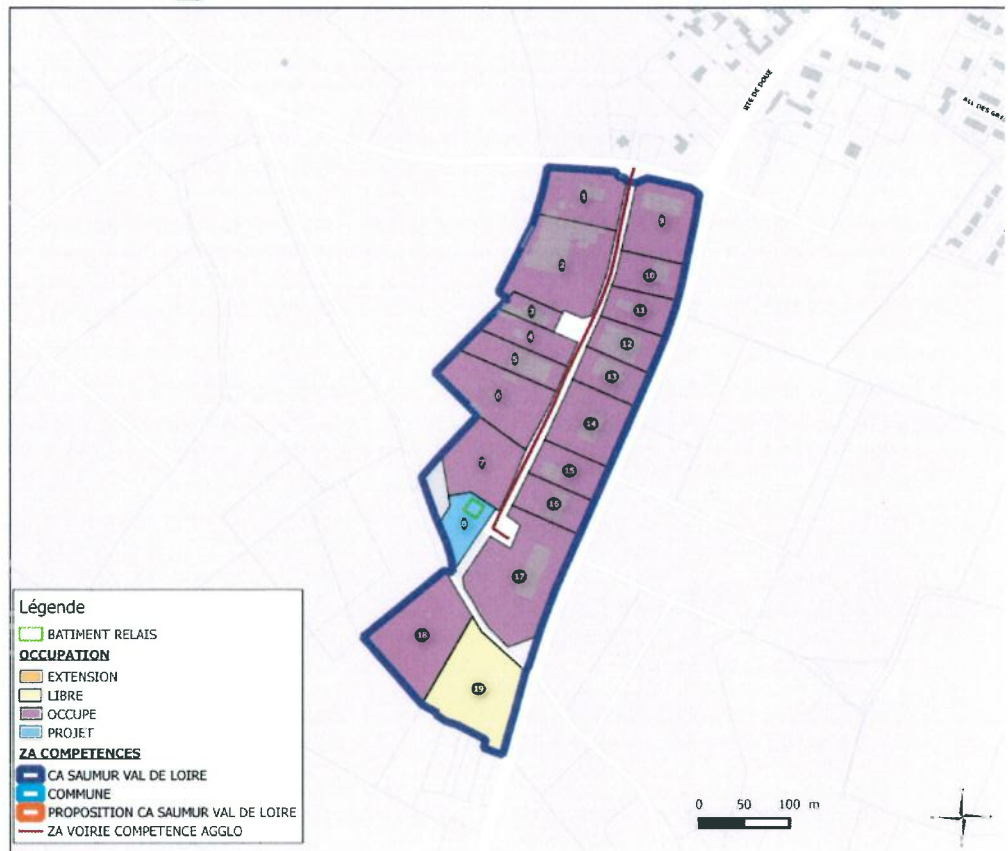 RTE DE DOUE
1
9
2
10
3
11
4
12
5
13
6
14
7
15
16
8
17
18
19
Légende
BATIMENT RELAIS
OCCUPATION
EXTENSION
LIBRE
OCCUPE
PROJET
ZA COMPETENCES
CA SAUMUR VAL DE LOIRE
COMMUNE
PROPOSITION CA SAUMUR VAL DE LOIRE
ZA VOIRIE COMPETENCE AGGLO
0 50 100 m